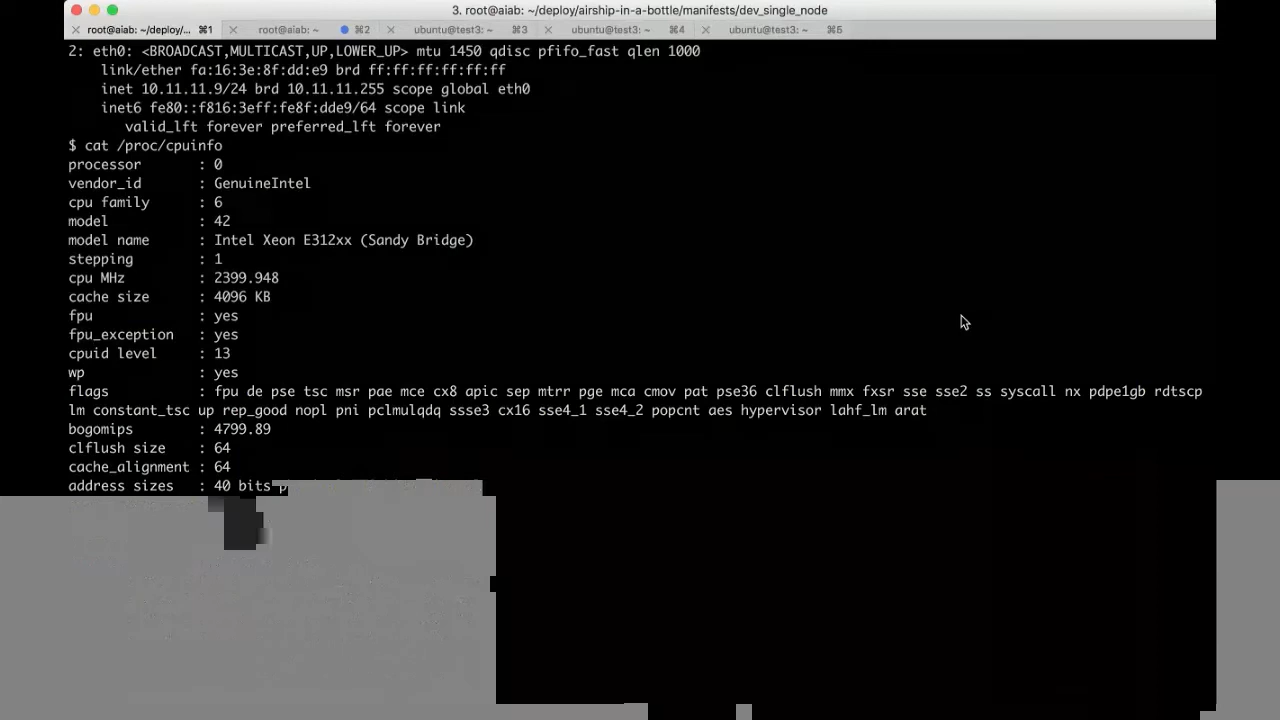 3. root@aiab: ~/deploy/airship-in-a-bottle/manifests/dev_single_node
root@aiab: ~/deploy/... ⌘1 root@aiab: ~ ⌘2 ubuntu@test3: ~ ⌘3 ubuntu@test3: ~ ⌘4 ubuntu@test3: ~ ⌘5
2: eth0: <BROADCAST,MULTICAST,UP,LOWER_UP> mtu 1450 qdisc pfifo_fast qlen 1000
link/ether fa:16:3e:8f:dd:e9 brd ff:ff:ff:ff:ff:ff
inet 10.11.11.9/24 brd 10.11.11.255 scope global eth0
inet6 fe80::f816:3eff:fe8f:dde9/64 scope link
valid_lft forever preferred_lft forever
$ cat /proc/cpuinfo
processor : 0
vendor_id : GenuineIntel
cpu family : 6
model : 42
model name : Intel Xeon E312xx (Sandy Bridge)
stepping : 1
cpu MHz : 2399.948
cache size : 4096 KB
fpu : yes
fpu_exception : yes
cpuid level : 13
wp : yes
flags : fpu de pse tsc msr pae mce cx8 apic sep mtrr pge mca cmov pat pse36 clflush mmx fxsr sse sse2 ss syscall nx pdpe1gb rdtscp
lm constant_tsc up rep_good nopl pni pclmulqdq ssse3 cx16 sse4_1 sse4_2 popcnt aes hypervisor lahf_lm arat
bogomips : 4799.89
clflush size : 64
cache_alignment : 64
address sizes : 40 bits